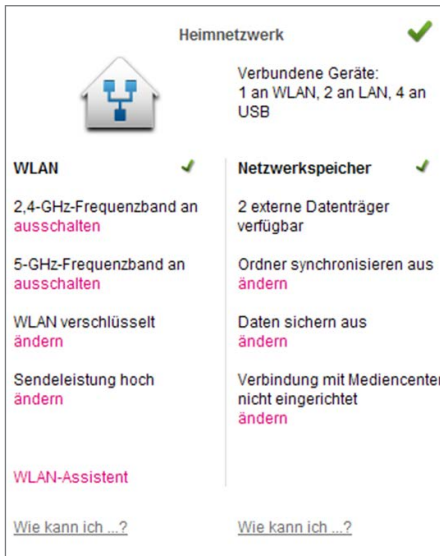 Heimnetzwerk
Verbundene Geräte:
1 an WLAN, 2 an LAN, 4 an
USB
WLAN
2,4-GHz-Frequenzband an
ausschalten
5-GHz-Frequenzband an
ausschalten
WLAN verschlüsselt
ändern
Sendeleistung hoch
ändern
WLAN-Assistent
Wie kann ich ...?
Netzwerkspeicher
2 externe Datenträger
verfügbar
Ordner synchronisieren aus
ändern
Daten sichern aus
ändern
Verbindung mit Mediencenter
nicht eingerichtet
ändern
Wie kann ich ...?